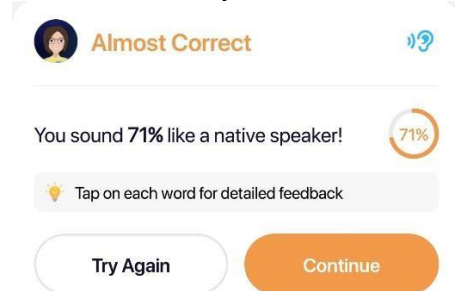 Almost Correct
You sound 71% like a native speaker!
71%
Tap on each word for detailed feedback
Try Again
Continue